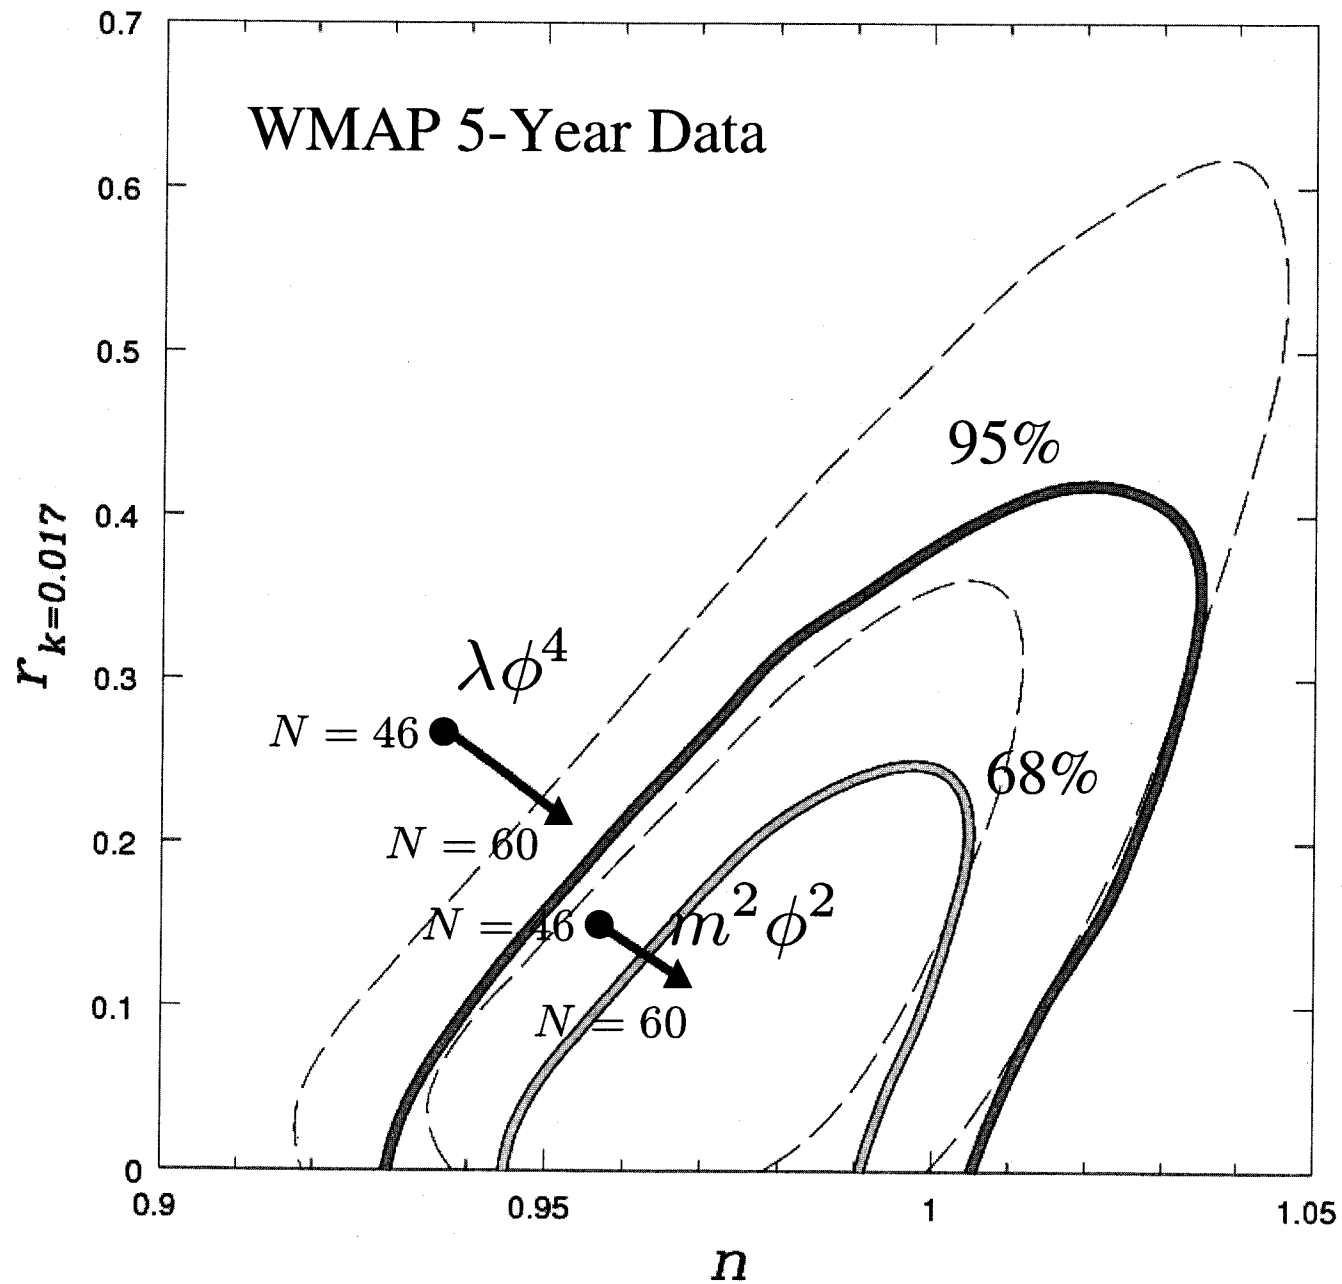 WMAP 5-Year Data
0.7
0.6
0.5
0.4
0.3
0.2
0.1
0
r k=0.017
95%
68%
λϕ⁴
N = 46
N = 60
m²ϕ²
N = 46
N = 60
0.9
0.95
1
1.05
n